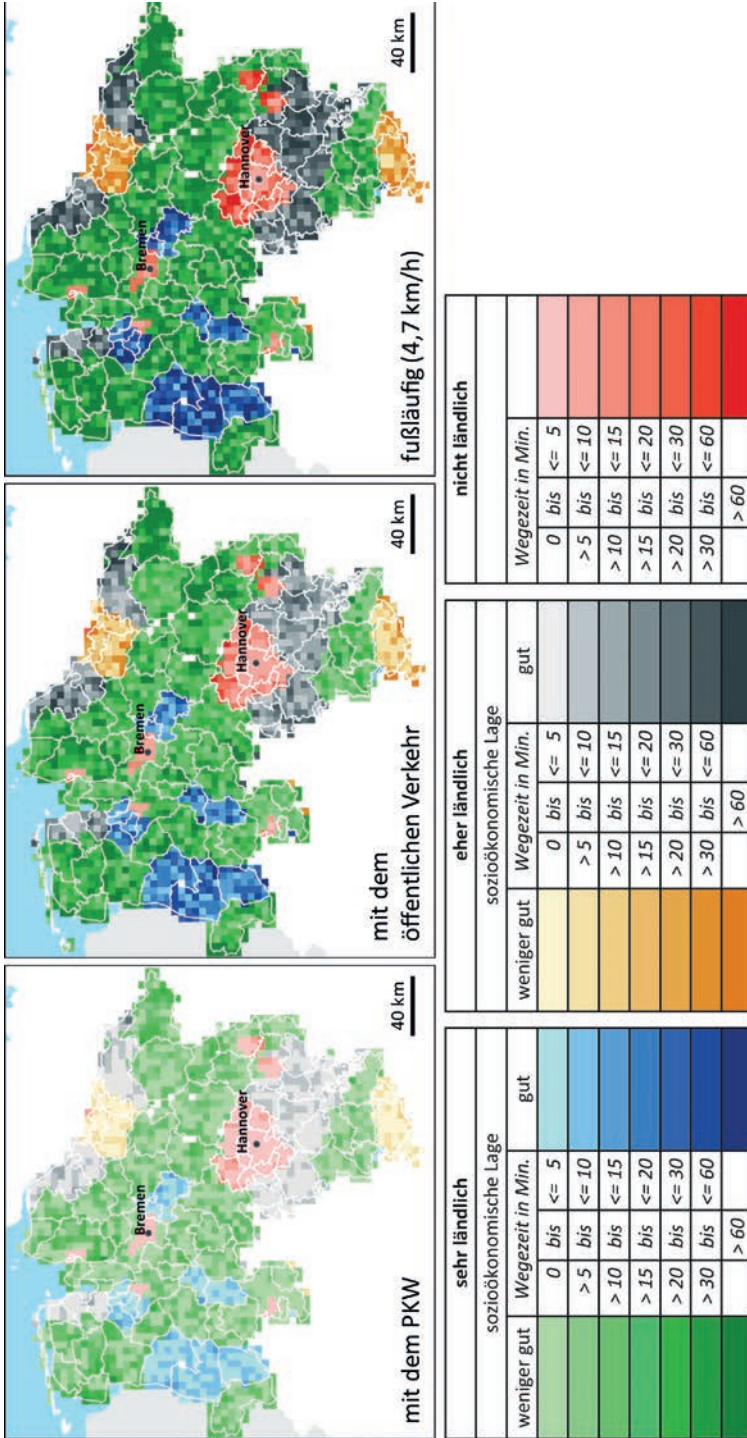 mit dem PKW
Bremen
Hannover
40 km
mit dem
öffentlichen Verkehr
Bremen
Hannover
40 km
fußläufig (4,7 km/h)
Bremen
Hannover
40 km
sehr ländlich
sozioökonomische Lage
weniger gut Wegezeit in Min. gut
0 bis <= 5
> 5 bis <= 10
> 10 bis <= 15
> 15 bis <= 20
> 20 bis <= 30
> 30 bis <= 60
> 60
eher ländlich
sozioökonomische Lage
weniger gut Wegezeit in Min. gut
0 bis <= 5
> 5 bis <= 10
> 10 bis <= 15
> 15 bis <= 20
> 20 bis <= 30
> 30 bis <= 60
> 60
nicht ländlich
Wegezeit in Min.
0 bis <= 5
> 5 bis <= 10
> 10 bis <= 15
> 15 bis <= 20
> 20 bis <= 30
> 30 bis <= 60
> 60